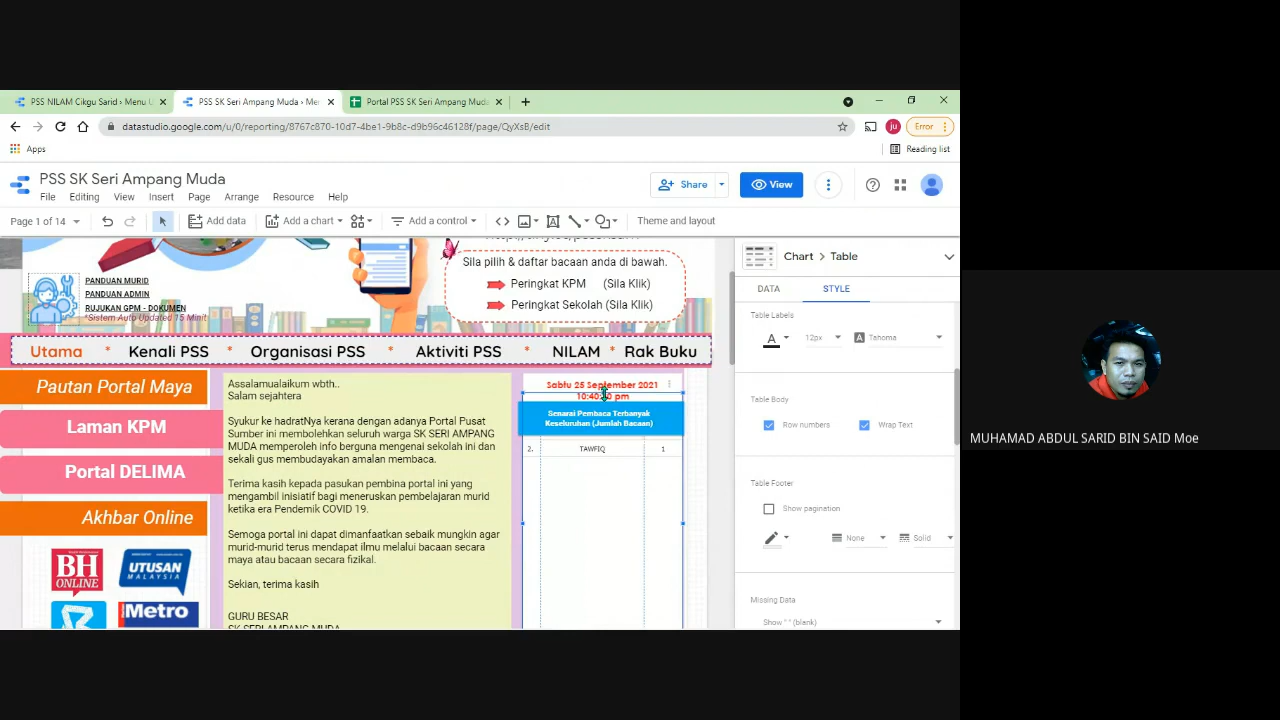 PSS NILAM Cikgu Sarid › Menu U
PSS SK Seri Ampang Muda › Me
Portal PSS SK Seri Ampang Muda
datastudio.google.com/u/0/reporting/8767c870-10d7-4be1-9b8c-d9b96c46128f/page/QyXsB/edit
ju
Error
Apps
Reading list
PSS SK Seri Ampang Muda
File Editing View Insert Page Arrange Resource Help
Share
View
Page 1 of 14
Add data
Add a chart
Add a control
Theme and layout
Sila pilih & daftar bacaan anda di bawah.
Peringkat KPM (Sila Klik)
Peringkat Sekolah (Sila Klik)
PANDUAN MURID
PANDUAN ADMIN
RUJUKAN GPM - DOKUMEN
*Sistem Auto Updated 15 Minit
Utama * Kenali PSS * Organisasi PSS * Aktiviti PSS * NILAM * Rak Buku
Pautan Portal Maya
Laman KPM
Portal DELIMA
Akhbar Online
BH
ONLINE
UTUSAN
MALAYSIA
Metro
Assalamualaikum wbth..
Salam sejahtera
Syukur ke hadratNya kerana dengan adanya Portal Pusat
Sumber ini membolehkan seluruh warga SK SERI AMPANG
MUDA memperoleh info berguna mengenai sekolah ini dan
sekali gus membudayakan amalan membaca.
Terima kasih kepada pasukan pembina portal ini yang
mengambil inisiatif bagi meneruskan pembelajaran murid
ketika era Pendemik COVID 19.
Semoga portal ini dapat dimanfaatkan sebaik mungkin agar
murid-murid terus mendapat ilmu melalui bacaan secara
maya atau bacaan secara fizikal.
Sekian, terima kasih
GURU BESAR
SK SERI AMPANG MUDA
Sabtu 25 September 2021
pm
Senarai Pembaca Terbanyak
Keseluruhan (Jumlah Bacaan)
2. TAWFIQ 1
Chart > Table
DATA STYLE
Table Labels
A 12px Tahoma
Table Body
Row numbers Wrap Text
Table Footer
Show pagination
None Solid
Missing Data
Show " " (blank)
MUHAMAD ABDUL SARID BIN SAID Moe